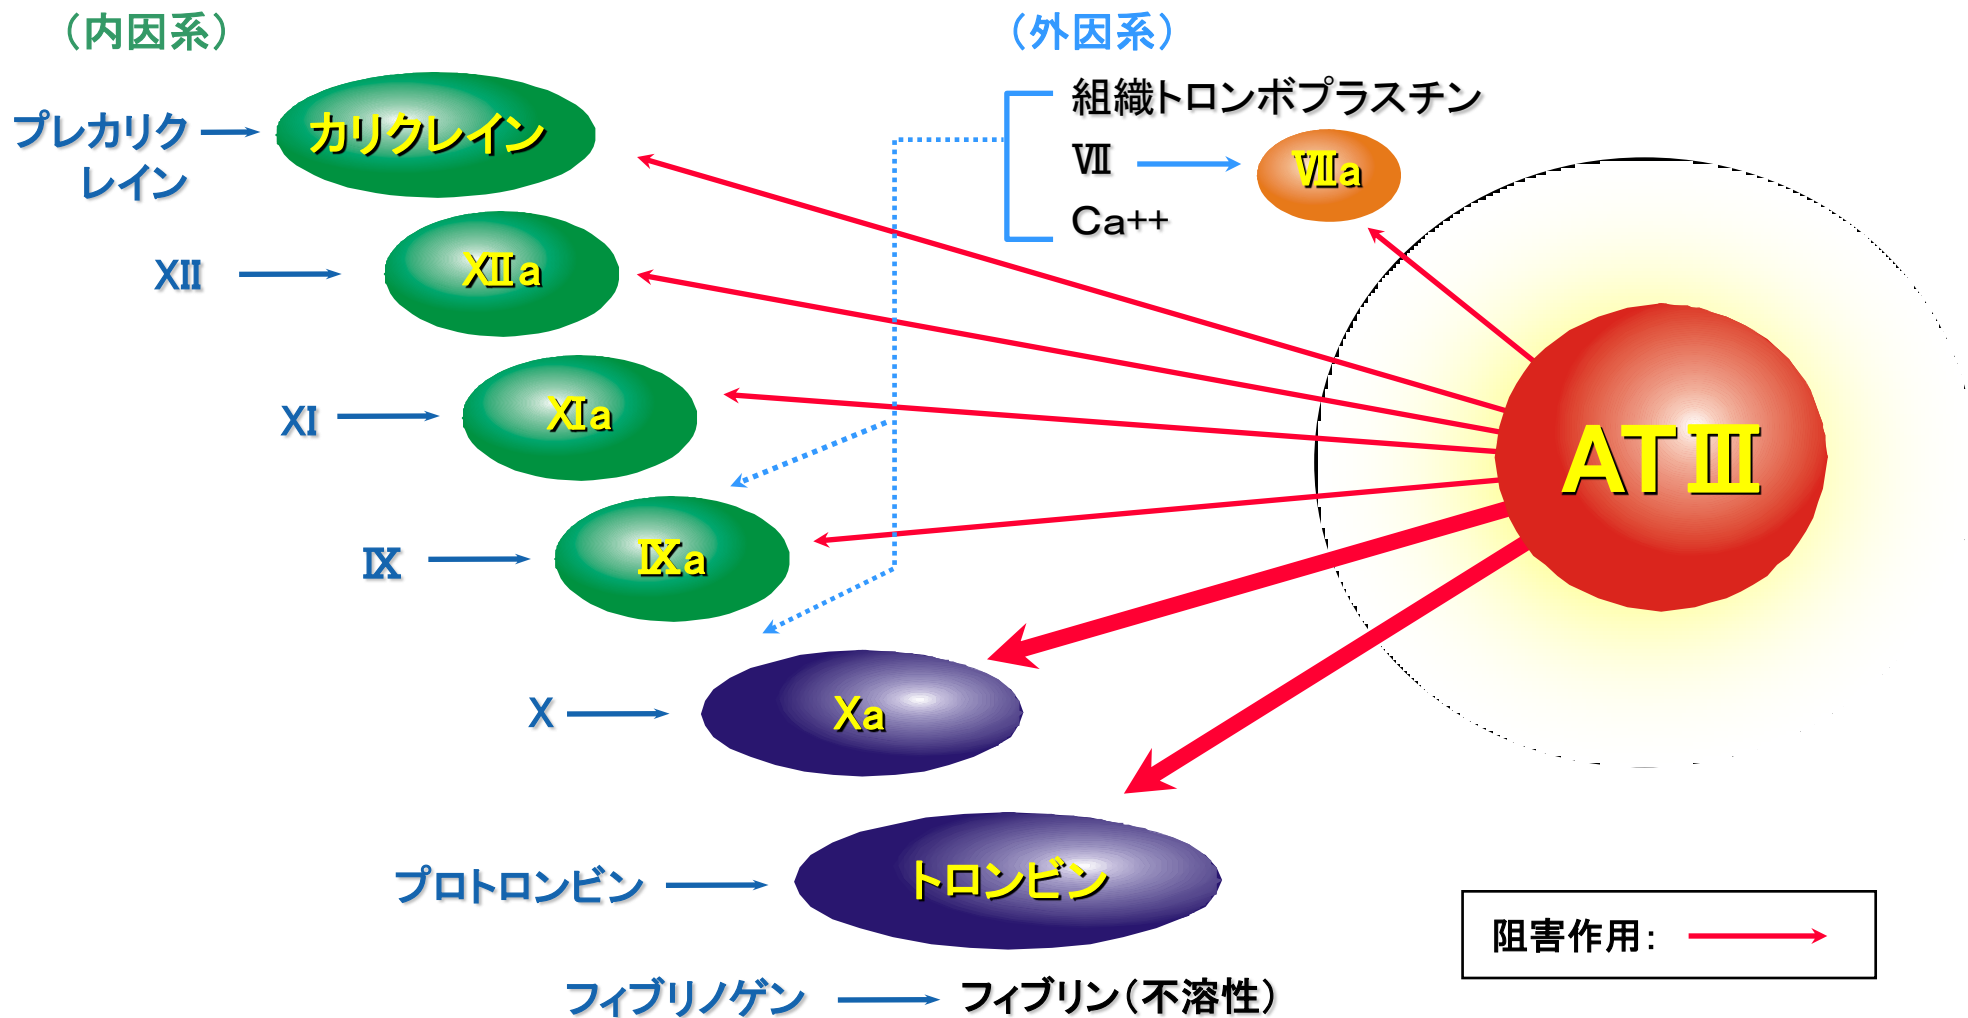 （内因系）
（外因系）
プレカリク
レイン
カリクレイン
組織トロンボプラスチン
Ⅶ
Ⅶa
Ca++
Ⅻ
Ⅻa
Ⅺ
Ⅺa
ATⅢ
Ⅸ
Ⅸa
Ⅹ
Ⅹa
プロトロンビン
トロンビン
阻害作用：
フィブリノゲン
フィブリン（不溶性）